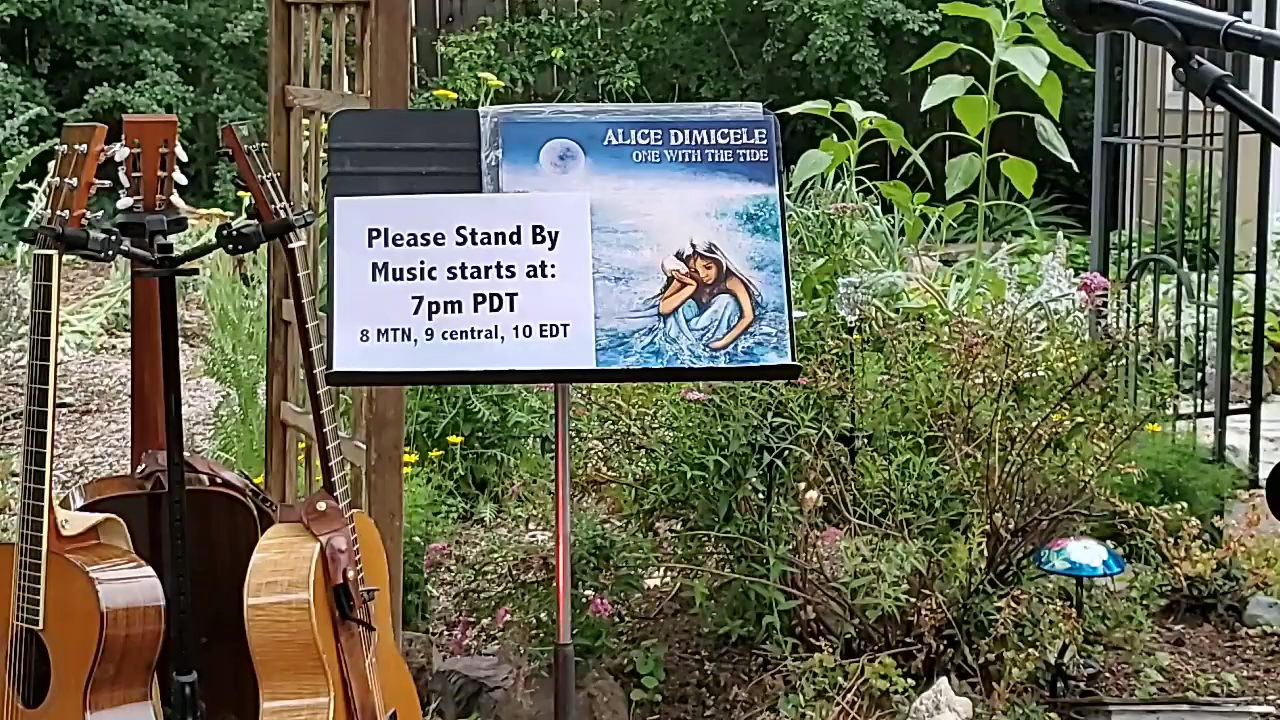 ALICE DIMICELE
ONE WITH THE TIDE
Please Stand By
Music starts at:
7pm PDT
8 MTN, 9 central, 10 EDT